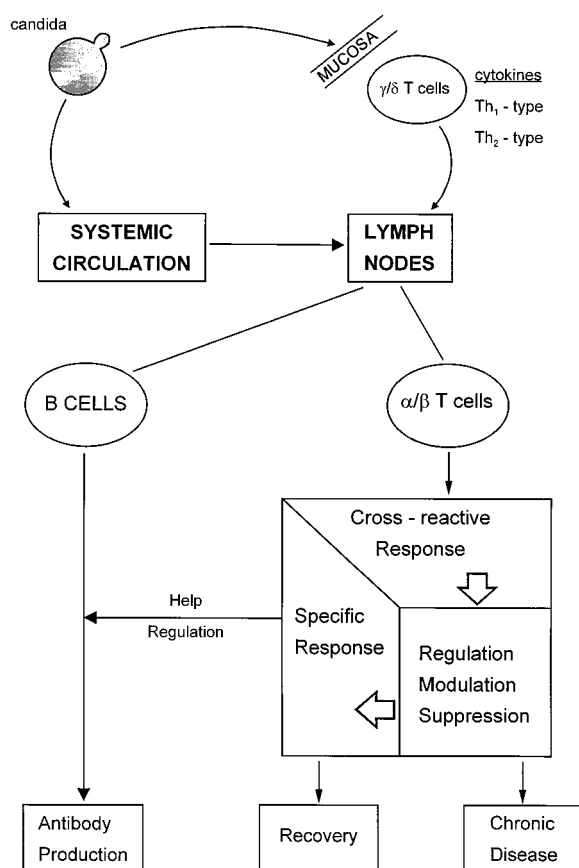 candida
MUCOSA
γ/δ T cells
cytokines
Th₁ - type
Th₂ - type
SYSTEMIC
CIRCULATION
LYMPH
NODES
B CELLS
α/β T cells
Cross - reactive
Response
Help
Regulation
Specific
Response
Regulation
Modulation
Suppression
Antibody
Production
Recovery
Chronic
Disease